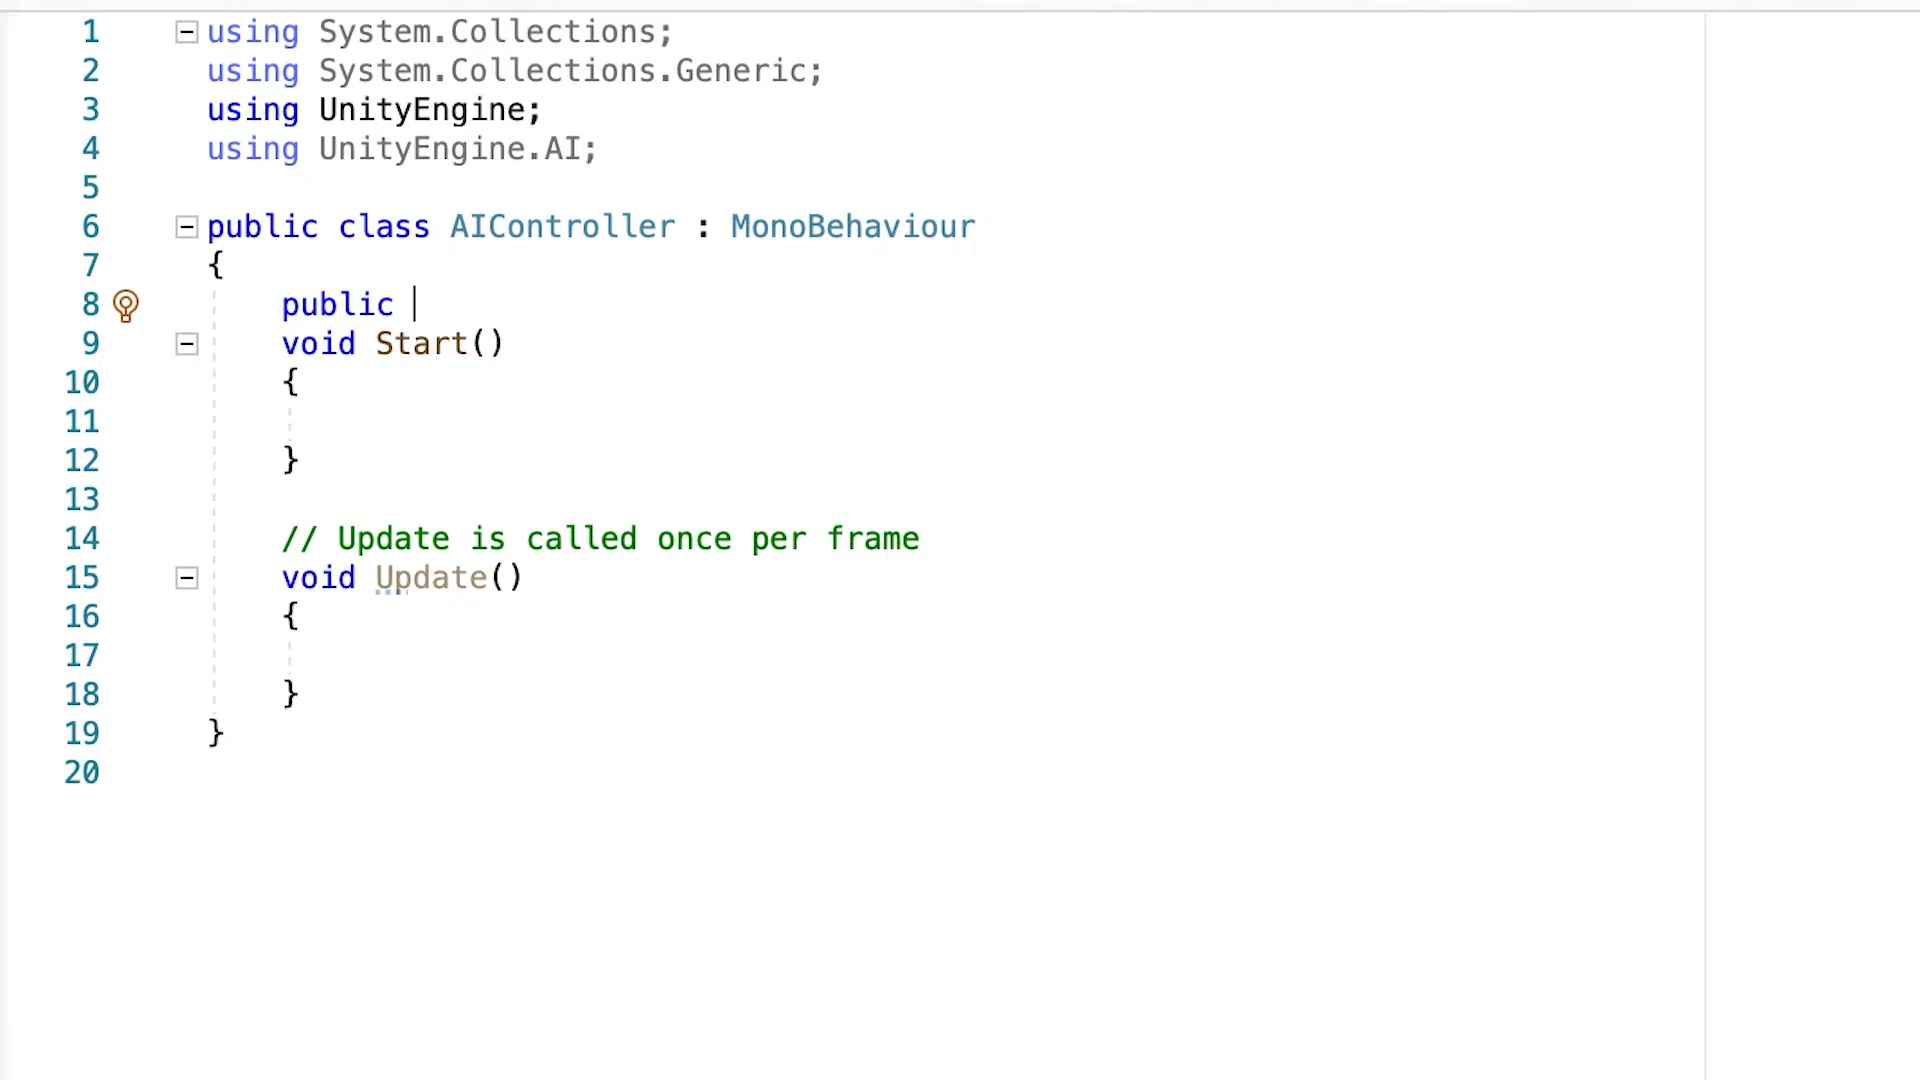 1 using System.Collections;
2 using System.Collections.Generic;
3 using UnityEngine;
4 using UnityEngine.AI;
5
6 public class AIController : MonoBehaviour
7 {
8 public
9 void Start()
10 {
11
12 }
13
14 // Update is called once per frame
15 void Update()
16 {
17
18 }
19 }
20